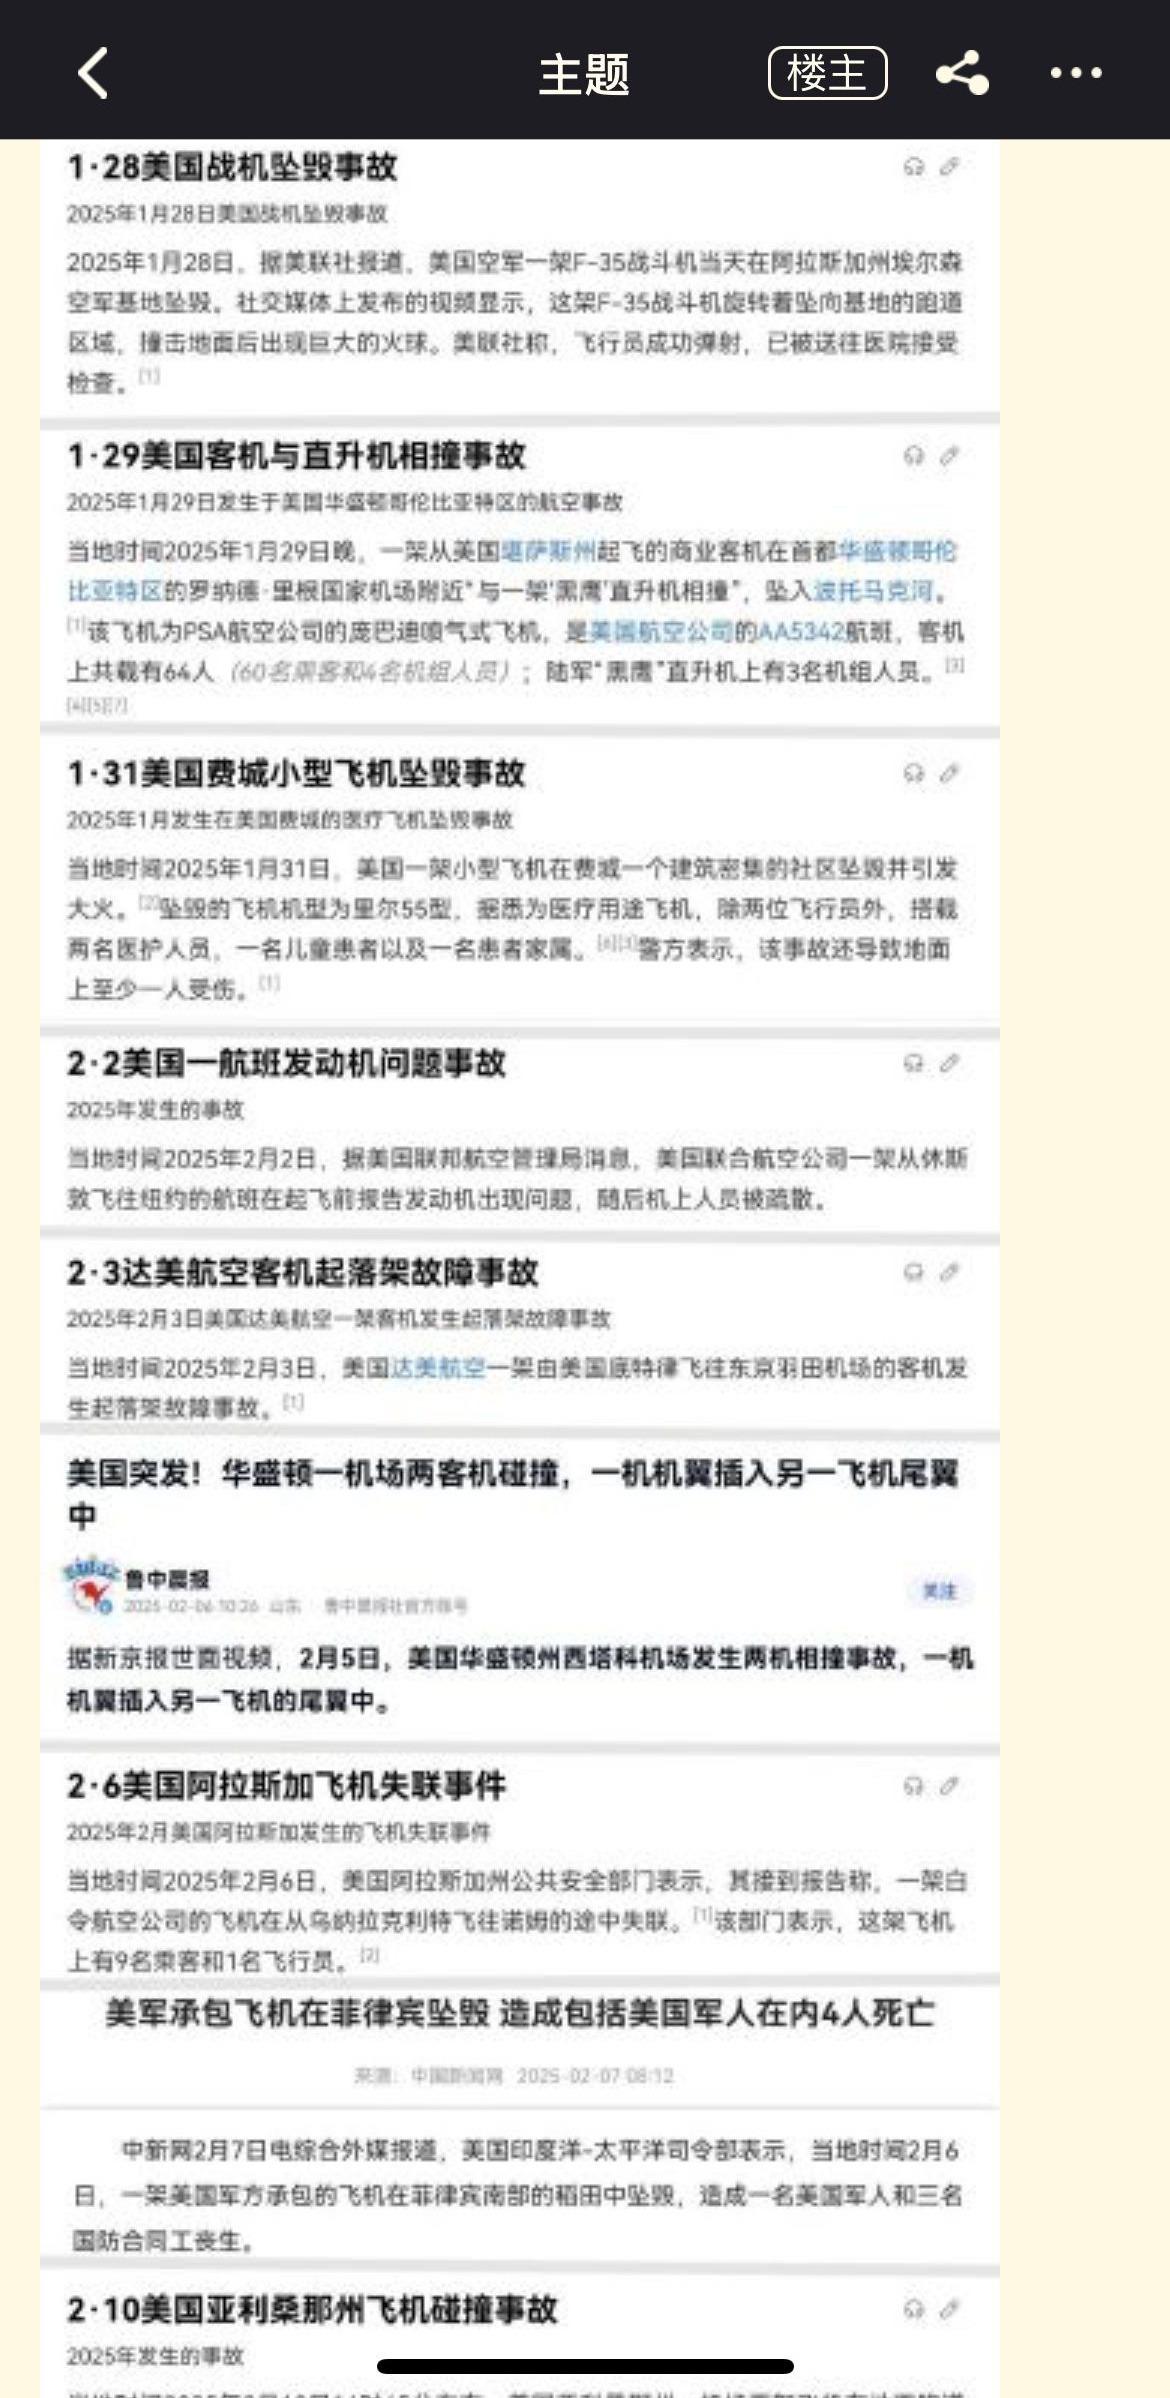 主题
楼主
1·28美国战机坠毁事故
2025年1月28日美国战机坠毁事故
2025年1月28日，据美联社报道，美国空军一架F-35战斗机当天在阿拉斯加州埃尔森
空军基地坠毁。社交媒体上发布的视频显示，这架F-35战斗机旋转着坠向基地的跑道
区域，撞击地面后出现巨大的火球。美联社称，飞行员成功弹射，已被送往医院接受
检查。[1]
1·29美国客机与直升机相撞事故
2025年1月29日发生于美国华盛顿哥伦比亚特区的航空事故
当地时间2025年1月29日晚，一架从美国堪萨斯州起飞的商业客机在首都华盛顿哥伦
比亚特区的罗纳德·里根国家机场附近“与一架‘黑鹰’直升机相撞”，坠入波托马克河。
[1]该飞机为PSA航空公司的庞巴迪喷气式飞机，是美国航空公司的AA5342航班，客机
上共载有64人（60名乘客和4名机组人员）；陆军“黑鹰”直升机上有3名机组人员。[3]
[4][5][7]
1·31美国费城小型飞机坠毁事故
2025年1月发生在美国费城的医疗飞机坠毁事故
当地时间2025年1月31日，美国一架小型飞机在费城一个建筑密集的社区坠毁并引发
大火。[2]坠毁的飞机机型为里尔55型，据悉为医疗用途飞机，除两位飞行员外，搭载
两名医护人员，一名儿童患者以及一名患者家属。[4][3]警方表示，该事故还导致地面
上至少一人受伤。[1]
2·2美国一航班发动机问题事故
2025年发生的事故
当地时间2025年2月2日，据美国联邦航空管理局消息，美国联合航空公司一架从休斯
敦飞往纽约的航班在起飞前报告发动机出现问题，随后机上人员被疏散。
2·3达美航空客机起落架故障事故
2025年2月3日美国达美航空一架客机发生起落架故障事故
当地时间2025年2月3日，美国达美航空一架由美国底特律飞往东京羽田机场的客机发
生起落架故障事故。[1]
美国突发！华盛顿一机场两客机碰撞，一机机翼插入另一飞机尾翼
中
鲁中晨报
2025-02-06 10:26 山东 鲁中晨报社官方账号
关注
据新京报世面视频，2月5日，美国华盛顿州西塔科机场发生两机相撞事故，一机
机翼插入另一飞机的尾翼中。
2·6美国阿拉斯加飞机失联事件
2025年2月美国阿拉斯加发生的飞机失联事件
当地时间2025年2月6日，美国阿拉斯加州公共安全部门表示，其接到报告称，一架白
令航空公司的飞机在从乌纳拉克利特飞往诺姆的途中失联。[1]该部门表示，这架飞机
上有9名乘客和1名飞行员。[2]
美军承包飞机在菲律宾坠毁 造成包括美国军人在内4人死亡
来源：中国新闻网 2025-02-07 08:12
中新网2月7日电综合外媒报道，美国印度洋-太平洋司令部表示，当地时间2月6
日，一架美国军方承包的飞机在菲律宾南部的稻田中坠毁，造成一名美国军人和三名
国防合同工丧生。
2·10美国亚利桑那州飞机碰撞事故
2025年发生的事故